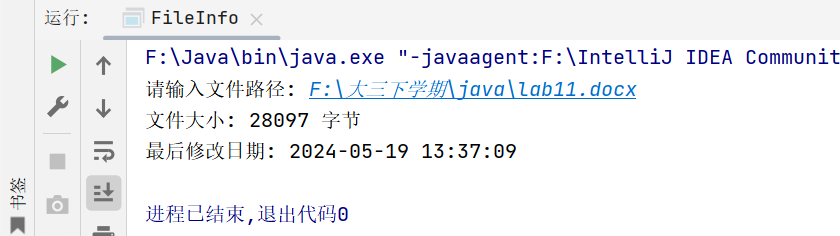 运行: FileInfo
F:\Java\bin\java.exe "-javaagent:F:\IntelliJ IDEA Communit
请输入文件路径: F:\大三下学期\java\lab11.docx
文件大小: 28097 字节
最后修改日期: 2024-05-19 13:37:09
进程已结束,退出代码0
书签